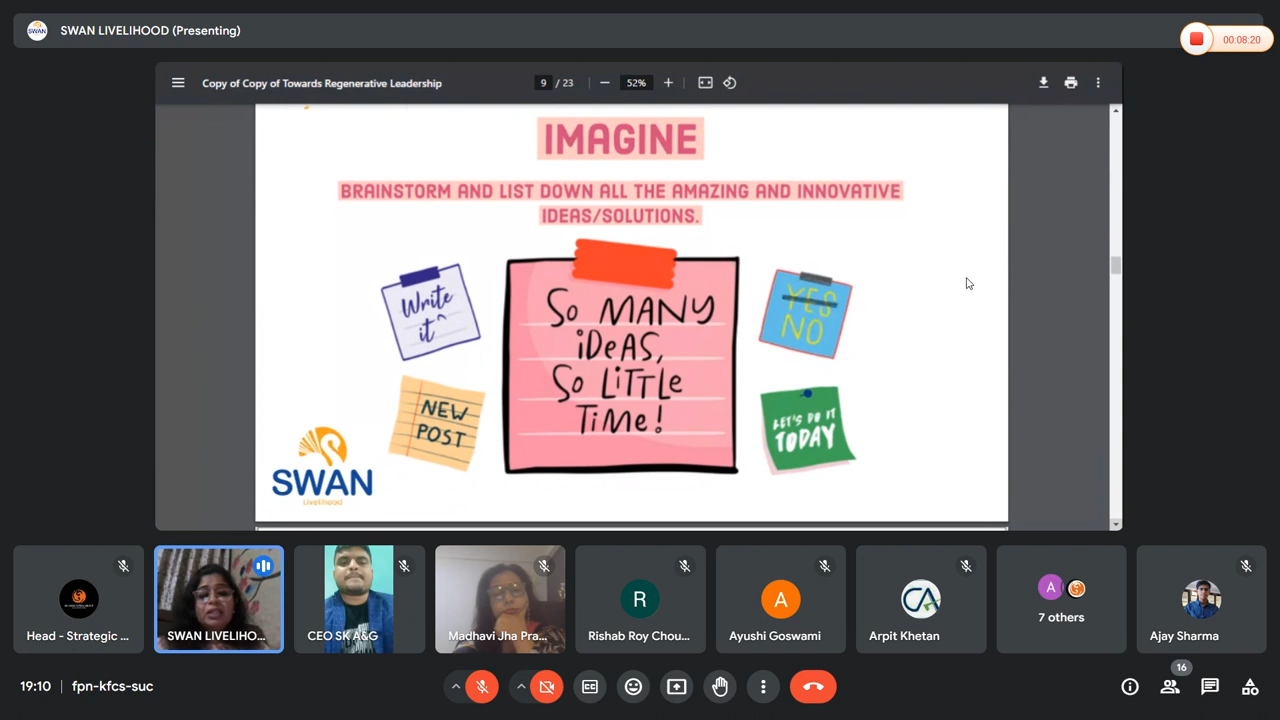 SWAN LIVELIHOOD (Presenting)
00:08:20
Copy of Copy of Towards Regenerative Leadership
9 / 23
52%
IMAGINE
BRAINSTORM AND LIST DOWN ALL THE AMAZING AND INNOVATIVE
IDEAS/SOLUTIONS.
Write
it
NEW
POST
SO MANY
IDEAS,
SO LITTLE
TIME!
YES
NO
LET'S DO IT
TODAY
SWAN
Livelihood
Head - Strategic ...
SWAN LIVELIHO...
CEO SK A&G
Madhavi Jha Pra...
R
Rishab Roy Chou...
A
Ayushi Goswami
CA
Arpit Khetan
A
7 others
Ajay Sharma
19:10 | fpn-kfcs-suc
16